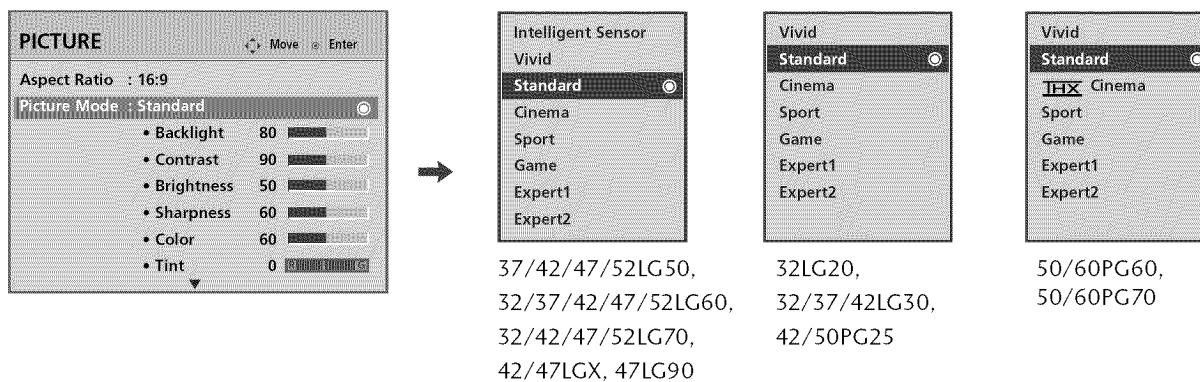 PICTURE
Move Enter
Aspect Ratio : 16:9
Picture Mode : Standard
• Backlight 80
• Contrast 90
• Brightness 50
• Sharpness 60
• Color 60
• Tint 0 R G
Intelligent Sensor
Vivid
Standard
Cinema
Sport
Game
Expert1
Expert2
37/42/47/52LG50,
32/37/42/47/52LG60,
32/42/47/52LG70,
42/47LGX, 47LG90
Vivid
Standard
Cinema
Sport
Game
Expert1
Expert2
32LG20,
32/37/42LG30,
42/50PG25
Vivid
Standard
THX Cinema
Sport
Game
Expert1
Expert2
50/60PG60,
50/60PG70